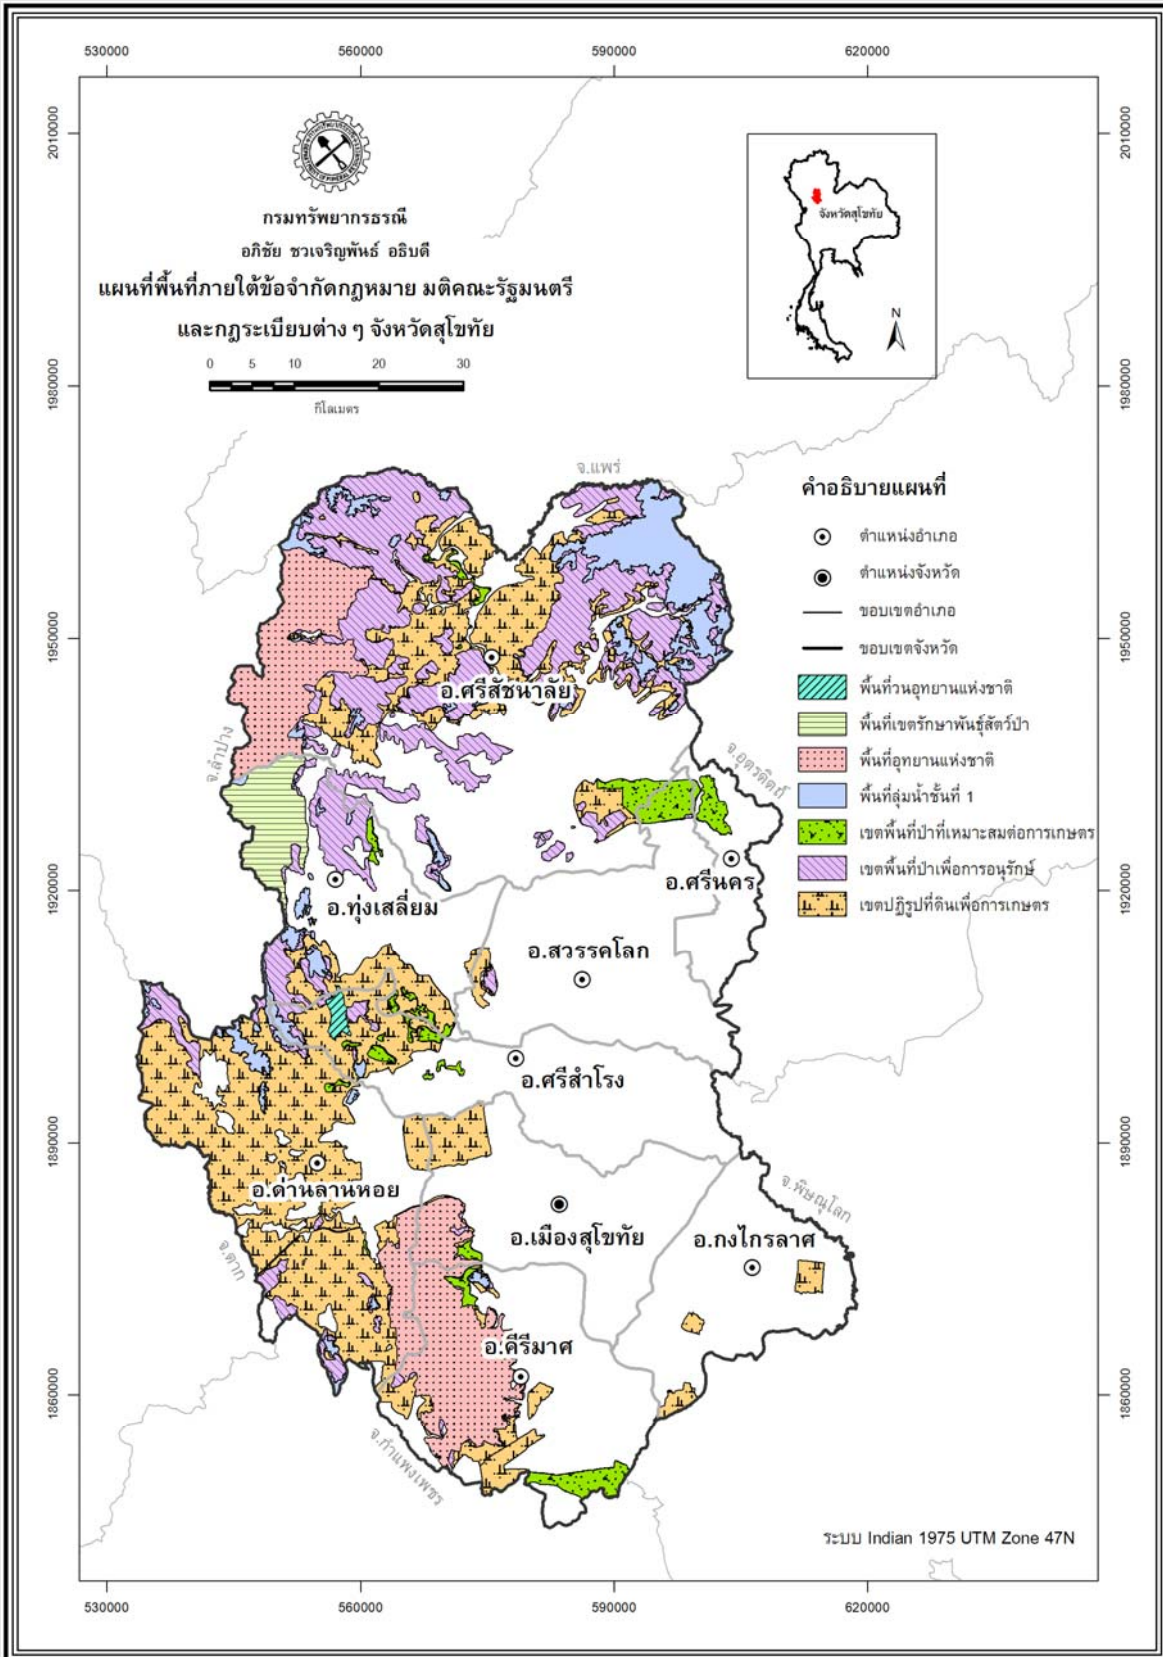 530000
560000
590000
620000
2010000
2010000
กรมทรัพยากรธรณี
อภิชัย ชวเจริญพันธ์ อธิบดี
แผนที่พื้นที่ภายใต้ข้อจำกัดกฎหมาย มติคณะรัฐมนตรี
และกฎระเบียบต่าง ๆ จังหวัดสุโขทัย
0 5 10 20 30
กิโลเมตร
จังหวัดสุโขทัย
N
1980000
1980000
จ.แพร่
คำอธิบายแผนที่
ตำแหน่งอำเภอ
ตำแหน่งจังหวัด
ขอบเขตอำเภอ
ขอบเขตจังหวัด
พื้นที่วนอุทยานแห่งชาติ
พื้นที่เขตรักษาพันธุ์สัตว์ป่า
พื้นที่อุทยานแห่งชาติ
พื้นที่ลุ่มน้ำชั้นที่ 1
เขตพื้นที่ป่าที่เหมาะสมต่อการเกษตร
เขตพื้นที่ป่าเพื่อการอนุรักษ์
เขตปฏิรูปที่ดินเพื่อการเกษตร
1950000
1950000
อ.ศรีสัชนาลัย
จ.ลำปาง
จ.อุตรดิตถ์
อ.ศรีนคร
1920000
1920000
อ.ทุ่งเสลี่ยม
อ.สวรรคโลก
อ.ศรีสำโรง
1890000
1890000
อ.ด่านลานหอย
จ.พิษณุโลก
อ.เมืองสุโขทัย
อ.กงไกรลาศ
จ.ตาก
อ.คีรีมาศ
1860000
1860000
จ.กำแพงเพชร
ระบบ Indian 1975 UTM Zone 47N
530000
560000
590000
620000